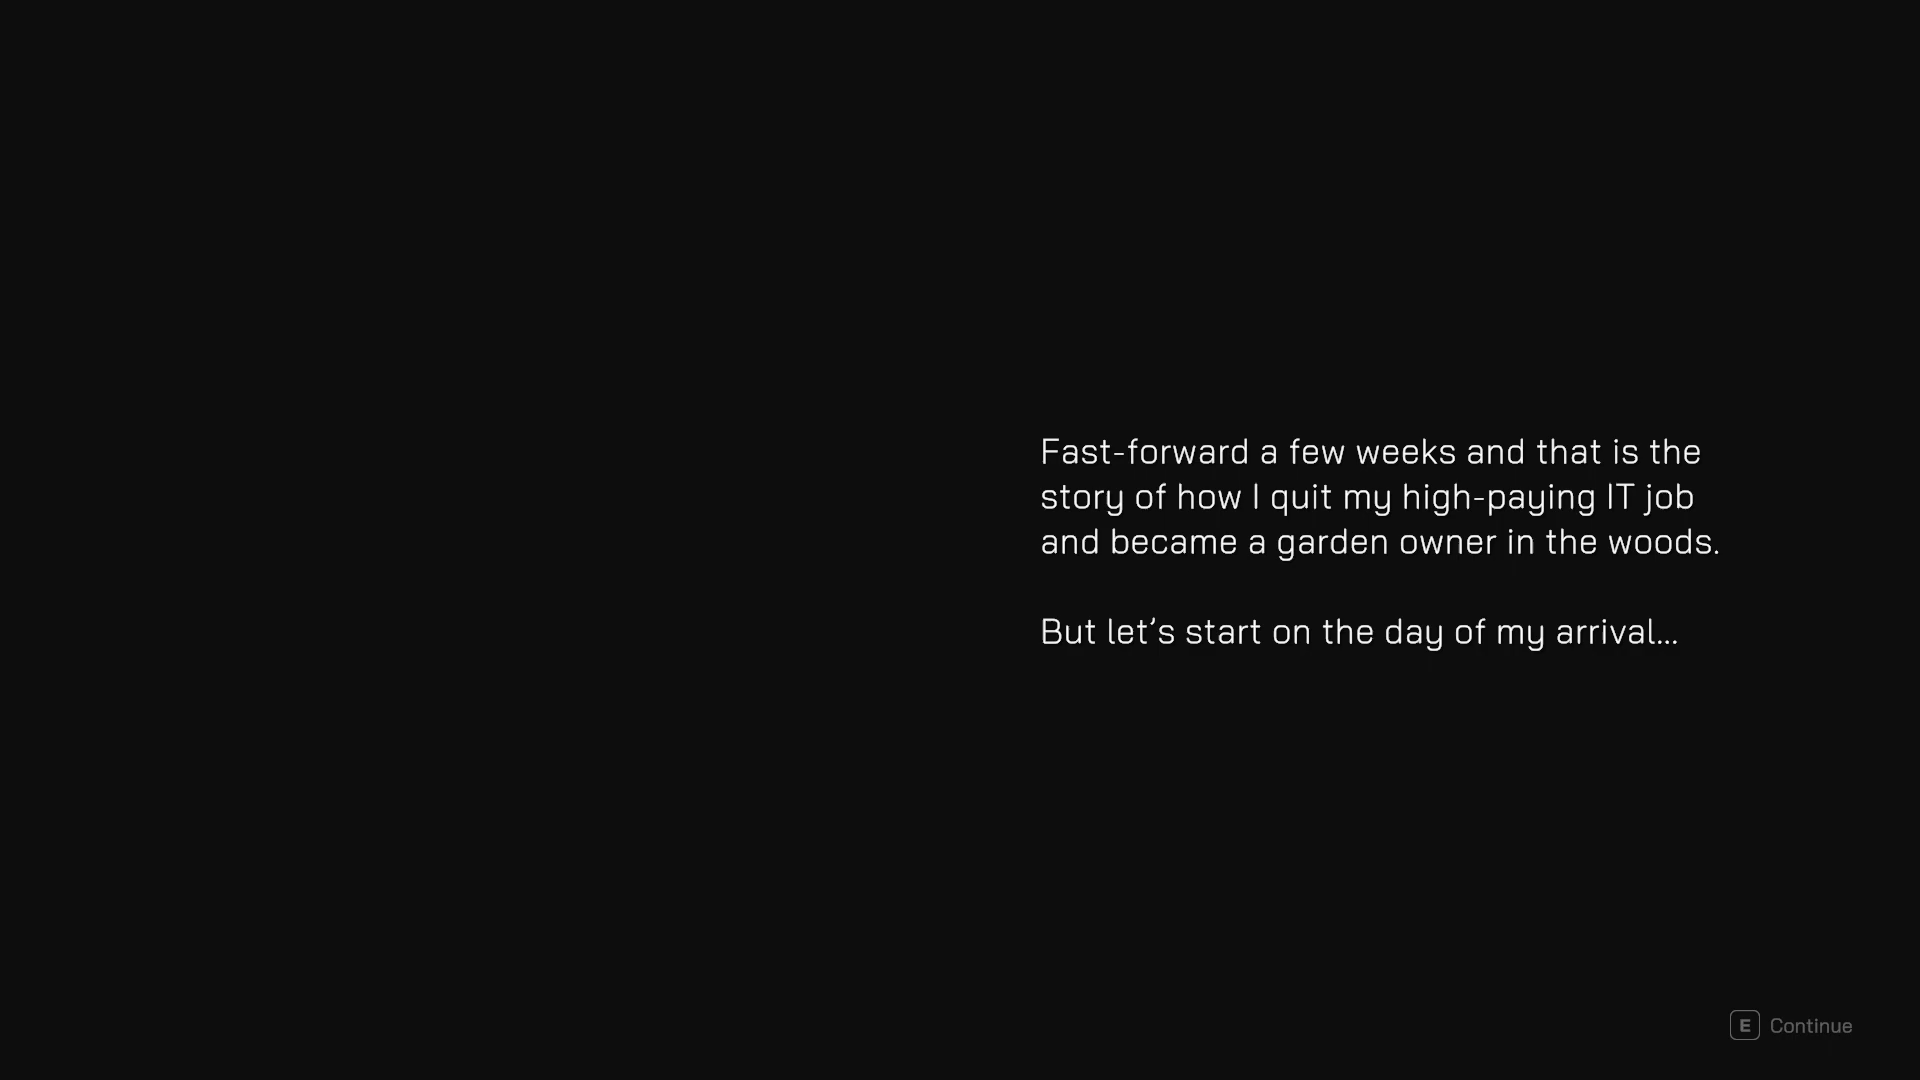 Fast-forward a few weeks and that is the
story of how I quit my high-paying IT job
and became a garden owner in the woods.
But let’s start on the day of my arrival...
E Continue